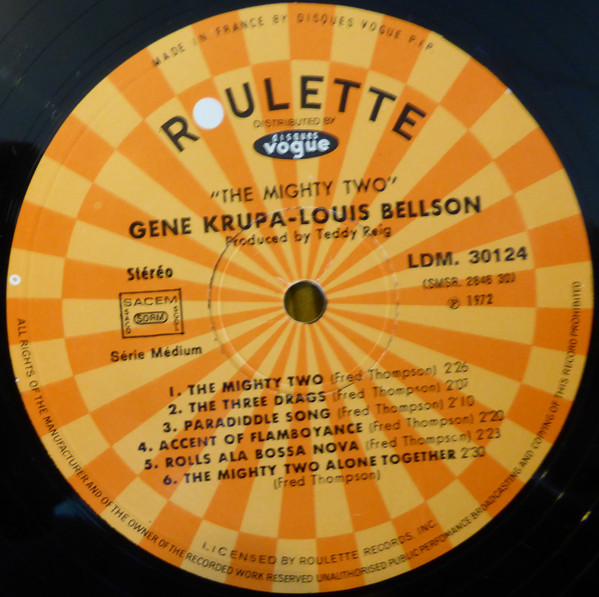 MADE IN FRANCE BY DISQUES VOGUE P.I.P.
ROULETTE
DISTRIBUTED BY
DISQUES
vogue
"THE MIGHTY TWO"
GENE KRUPA-LOUIS BELLSON
Produced by Teddy Reig
Stéréo
LDM. 30124
(SMSR. 2846 30)
℗ 1972
SACEM
SACD
SDRM
SGDL
Série Médium
1. THE MIGHTY TWO (Fred Thompson) 2'26
2. THE THREE DRAGS (Fred Thompson) 2'07
3. PARADIDDLE SONG (Fred Thompson) 2'10
4. ACCENT OF FLAMBOYANCE (Fred Thompson) 2'20
5. ROLLS ALA BOSSA NOVA (Fred Thompson) 2'23
6. THE MIGHTY TWO ALONE TOGETHER 2'30
(Fred Thompson)
LICENSED BY ROULETTE RECORDS, INC.
ALL RIGHTS OF THE MANUFACTURER AND OF THE OWNER OF THE RECORDED WORK RESERVED UNAUTHORISED PUBLIC PERFOMANCE BROADCASTING AND COPYING OF THIS RECORD PROHIBITED